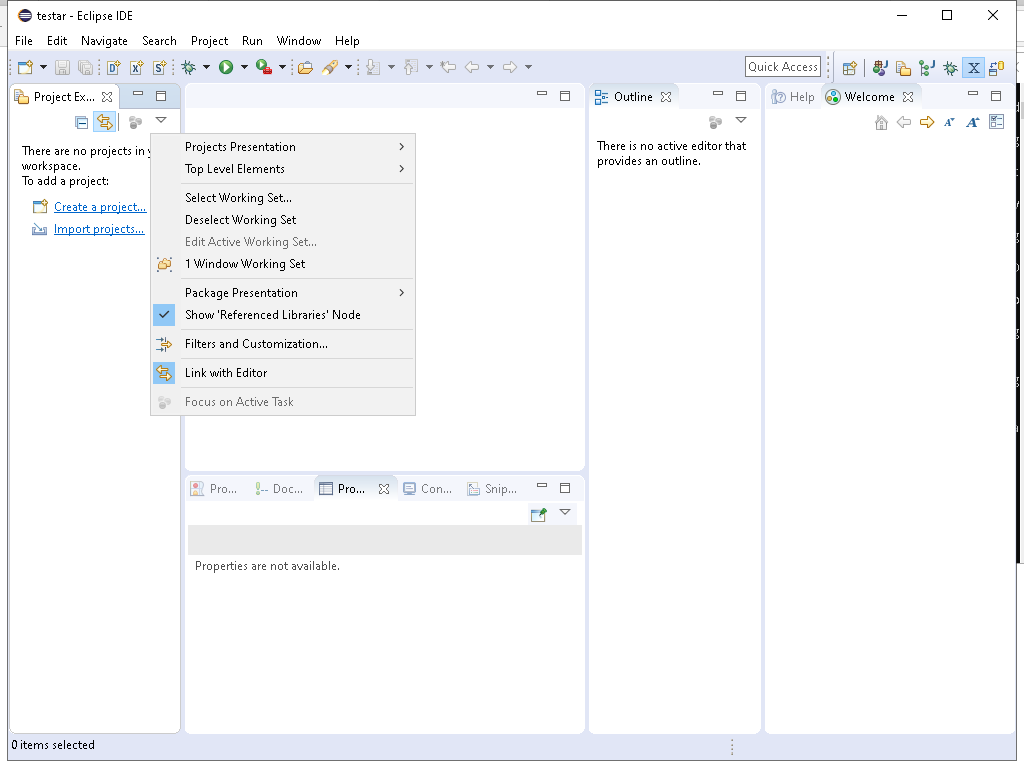 testar - Eclipse IDE
File Edit Navigate Search Project Run Window Help
Quick Access
Project Ex...
Outline
Help
Welcome
There are no projects in
workspace.
To add a project:
Create a project...
Import projects...
Projects Presentation
Top Level Elements
Select Working Set...
Deselect Working Set
Edit Active Working Set...
1 Window Working Set
Package Presentation
Show 'Referenced Libraries' Node
Filters and Customization...
Link with Editor
Focus on Active Task
There is no active editor that
provides an outline.
Pro...
Doc...
Pro...
Con...
Snip...
Properties are not available.
0 items selected